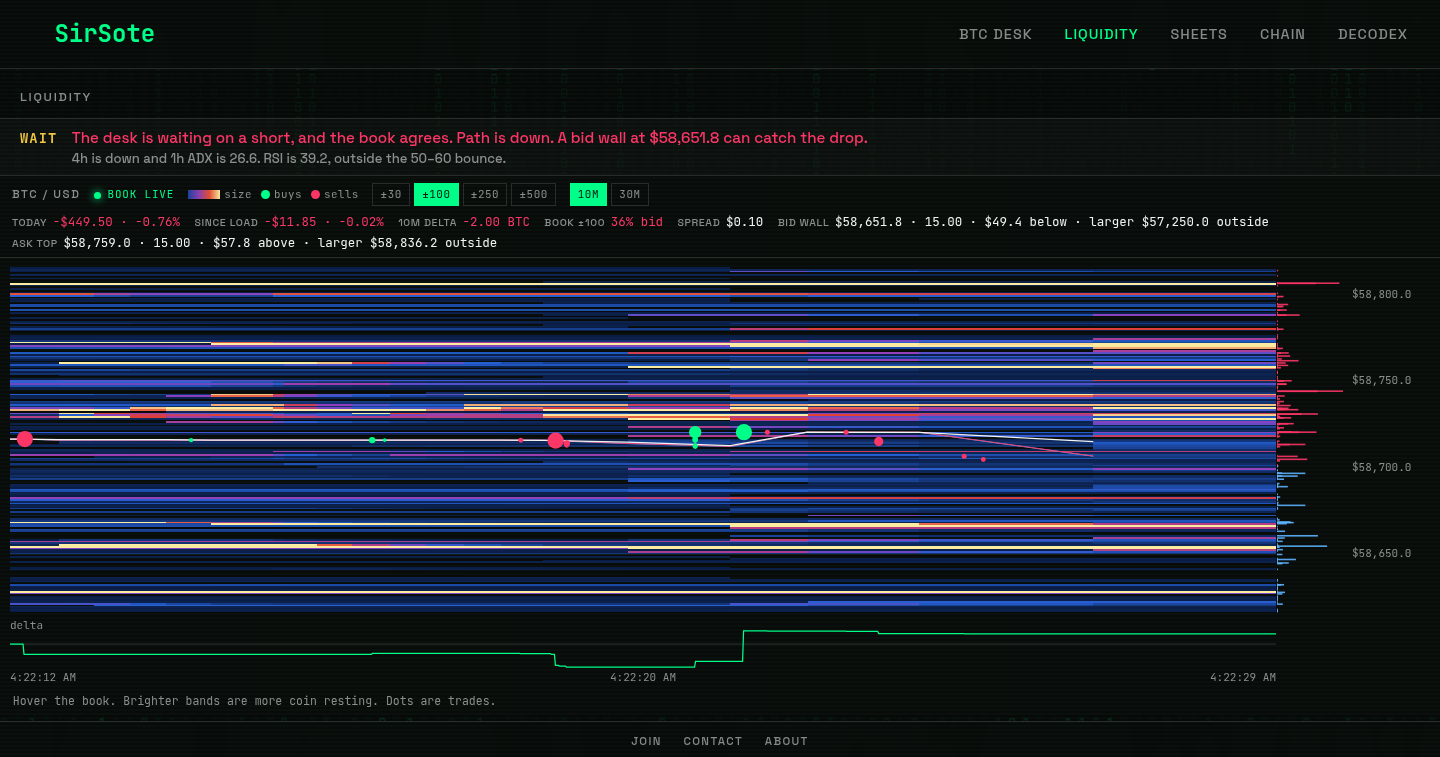 SirSote
BTC DESK LIQUIDITY SHEETS CHAIN DECODEX
LIQUIDITY
WAIT The desk is waiting on a short, and the book agrees. Path is down. A bid wall at $58,651.8 can catch the drop.
4h is down and 1h ADX is 26.6. RSI is 39.2, outside the 50–60 bounce.
BTC / USD BOOK LIVE size buys sells ±30 ±100 ±250 ±500 10M 30M
TODAY -$449.50 · -0.76% SINCE LOAD -$11.85 · -0.02% 10M DELTA -2.00 BTC BOOK ±100 36% bid SPREAD $0.10 BID WALL $58,651.8 · 15.00 · $49.4 below · larger $57,250.0 outside
ASK TOP $58,759.0 · 15.00 · $57.8 above · larger $58,836.2 outside
$58,800.0
$58,750.0
$58,700.0
$58,650.0
delta
4:22:12 AM 4:22:20 AM 4:22:29 AM
Hover the book. Brighter bands are more coin resting. Dots are trades.
JOIN CONTACT ABOUT